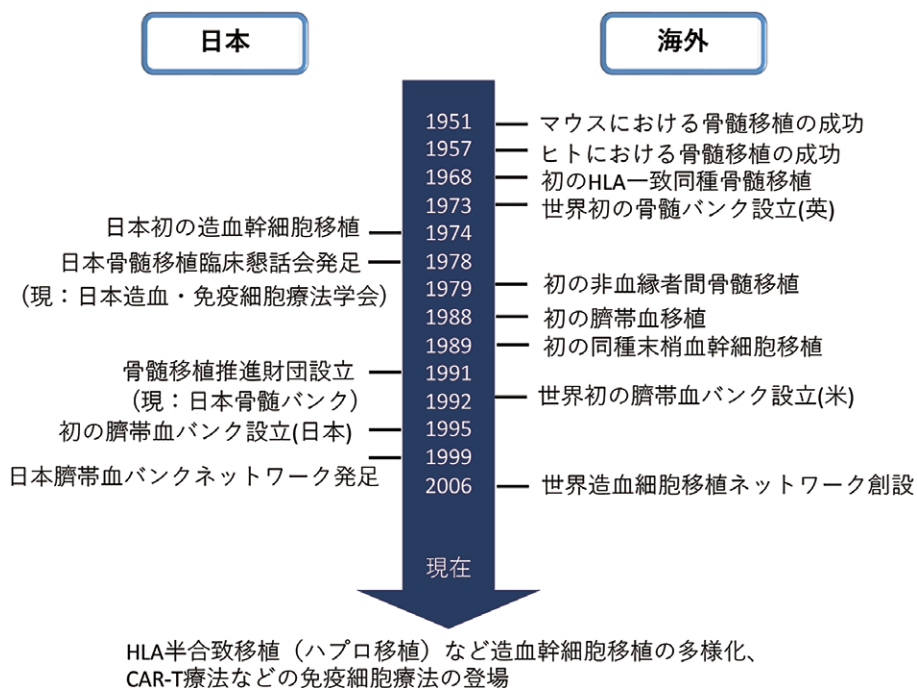 日本
海外
1951
マウスにおける骨髄移植の成功
1957
ヒトにおける骨髄移植の成功
1968
初のHLA一致同種骨髄移植
1973
世界初の骨髄バンク設立(英)
日本初の造血幹細胞移植
1974
日本骨髄移植臨床懇話会発足
1978
(現：日本造血・免疫細胞療法学会)
1979
初の非血縁者間骨髄移植
1988
初の臍帯血移植
1989
初の同種末梢血幹細胞移植
骨髄移植推進財団設立
1991
(現：日本骨髄バンク)
1992
世界初の臍帯血バンク設立(米)
初の臍帯血バンク設立(日本)
1995
1999
日本臍帯血バンクネットワーク発足
2006
世界造血細胞移植ネットワーク創設
現在
HLA半合致移植（ハプロ移植）など造血幹細胞移植の多様化、
CAR-T療法などの免疫細胞療法の登場